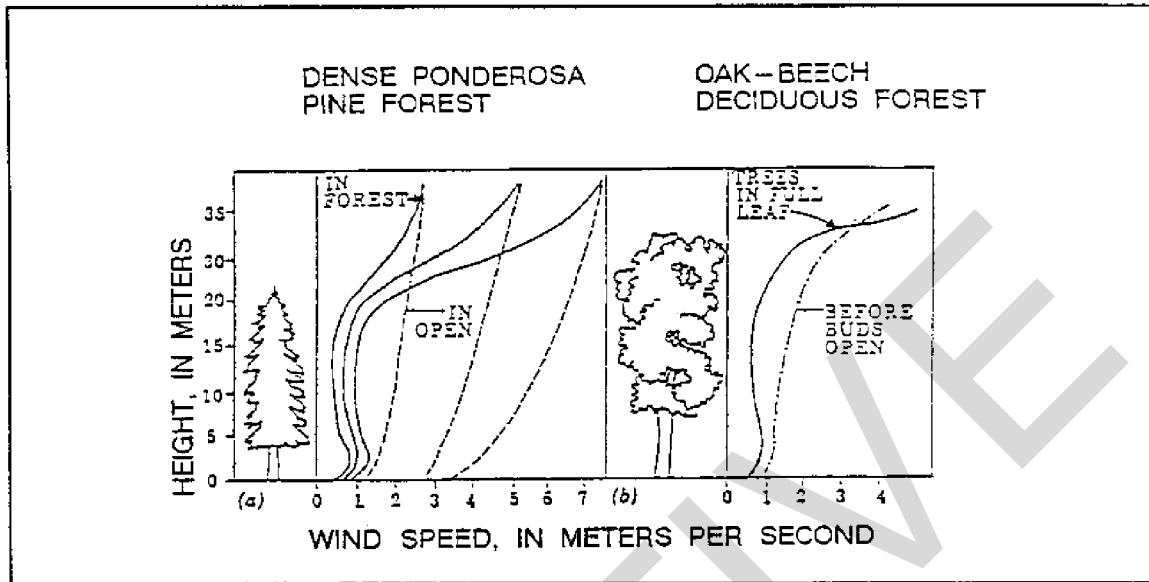 DENSE PONDEROSA
PINE FOREST
OAK-BEECH
DECIDUOUS FOREST
IN
FOREST
IN
OPEN
TREES
IN FULL
LEAF
BEFORE
BUDS
OPEN
HEIGHT, IN METERS
35
30
20
15
10
5
0
(a)
0 1 2 3 4 5 6 7
(b)
0 1 2 3 4
WIND SPEED, IN METERS PER SECOND